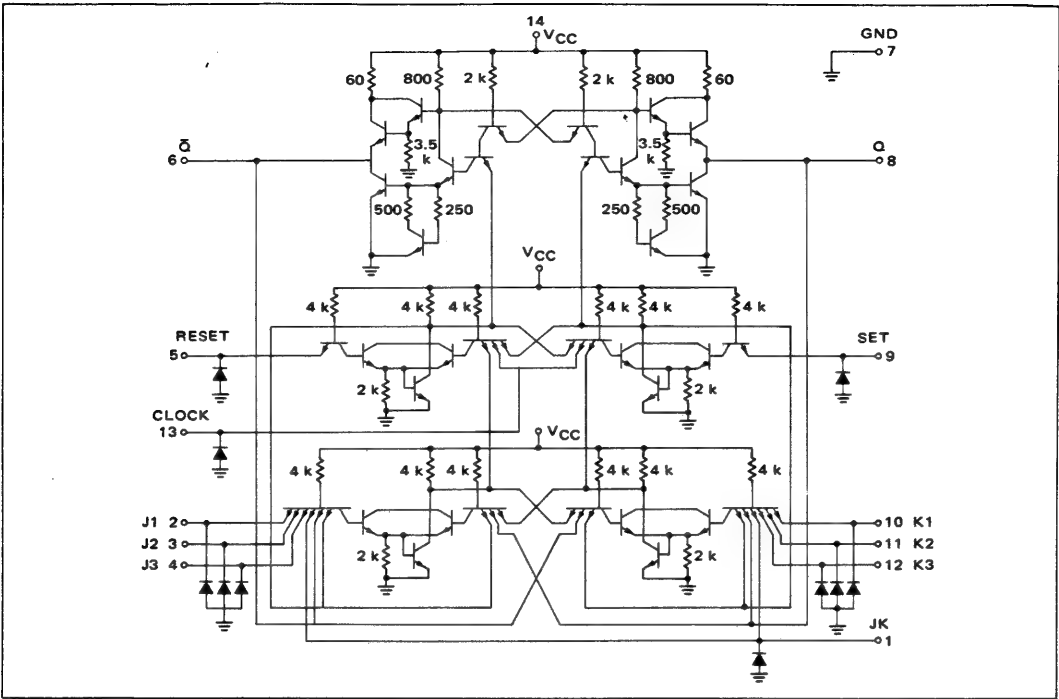 14
VCC
GND
7
60
800
2 k
2 k
800
60
3.5
k
3.5
k
Q̄
6
Q
8
500
250
250
500
VCC
4 k
4 k
4 k
4 k
4 k
4 k
RESET
5
SET
9
2 k
2 k
CLOCK
13
VCC
4 k
4 k
4 k
4 k
4 k
4 k
J1 2
10 K1
J2 3
11 K2
J3 4
12 K3
2 k
2 k
JK
1